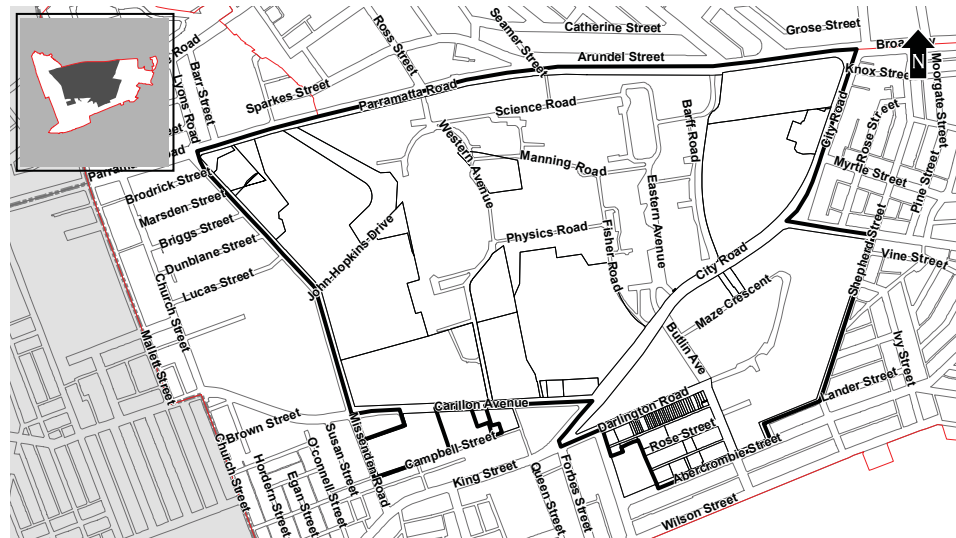 Catherine Street
Grose Street
Ross Street
Seamer Street
Arundel Street
Broadway
N
Road
Barr Street
Lyons Road
Sparkes Street
Parramatta Road
Science Road
Barff Road
City Road
Knox Street
Rose Street
Moorgate Street
Parramatta Road
Western Avenue
Manning Road
Myrtle Street
Pine Street
Brodrick Street
Marsden Street
Briggs Street
Dunblane Street
Lucas Street
John-Hopkins-Drive
Physics Road
Fisher Road
Eastern Avenue
City Road
Shepherd Street
Vine Street
Church Street
Mallett Street
Maze Crescent
Butlin Ave
Ivy Street
Lander Street
Carillon Avenue
Darlington Road
Brown Street
Missenden Road
Campbell Street
Rose Street
Abercrombie Street
Church Street
Hordern Street
Egan Street
O'connell Street
Susan Street
King Street
Queen Street
Forbes Street
Wilson Street